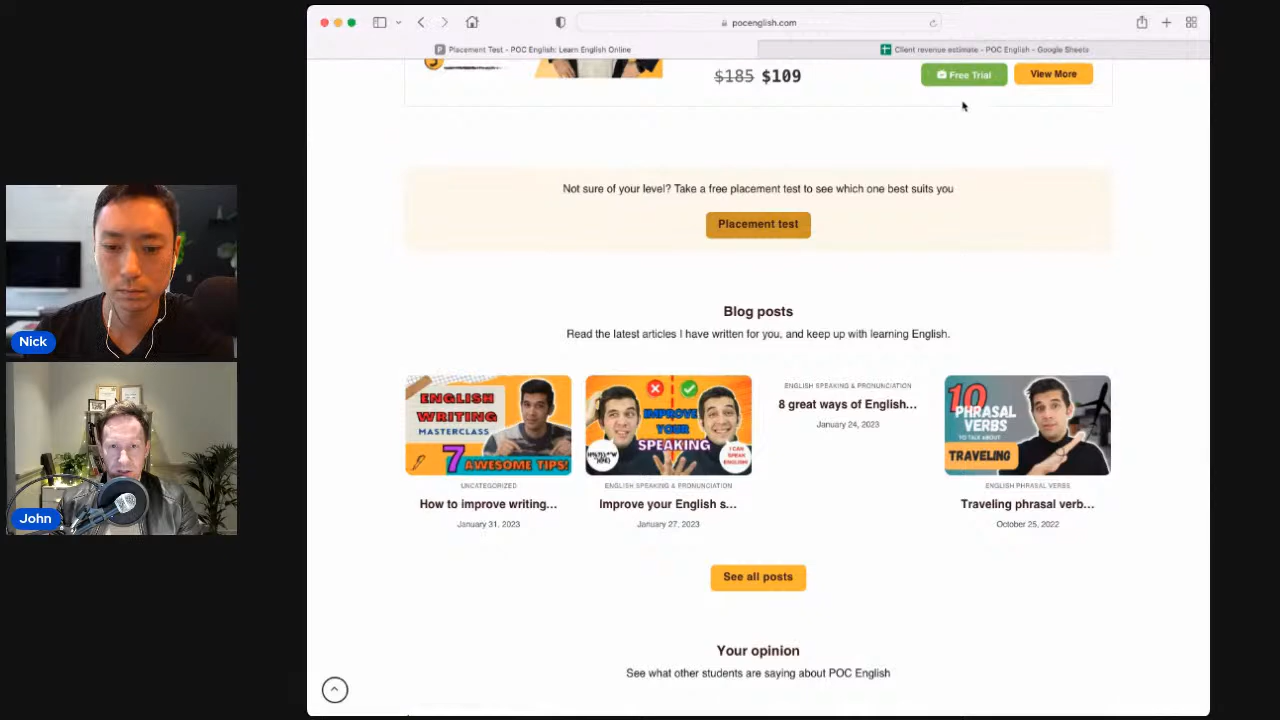 pocenglish.com
Placement Test - POC English: Learn English Online
Client revenue estimate - POC English - Google Sheets
$185 $109
Free Trial
View More
Not sure of your level? Take a free placement test to see which one best suits you
Placement test
Blog posts
Read the latest articles I have written for you, and keep up with learning English.
ENGLISH
WRITING
MASTERCLASS
7 AWESOME TIPS!
IMPROVE
YOUR
SPEAKING
I CAN
SPEAK
ENGLISH!
ENGLISH SPEAKING & PRONUNCIATION
8 great ways of English...
January 24, 2023
10
PHRASAL
VERBS
TO TALK ABOUT
TRAVELING
UNCATEGORIZED
How to improve writing...
January 31, 2023
ENGLISH SPEAKING & PRONUNCIATION
Improve your English s...
January 27, 2023
ENGLISH PHRASAL VERBS
Traveling phrasal verb...
October 25, 2022
See all posts
Your opinion
See what other students are saying about POC English
Nick
John